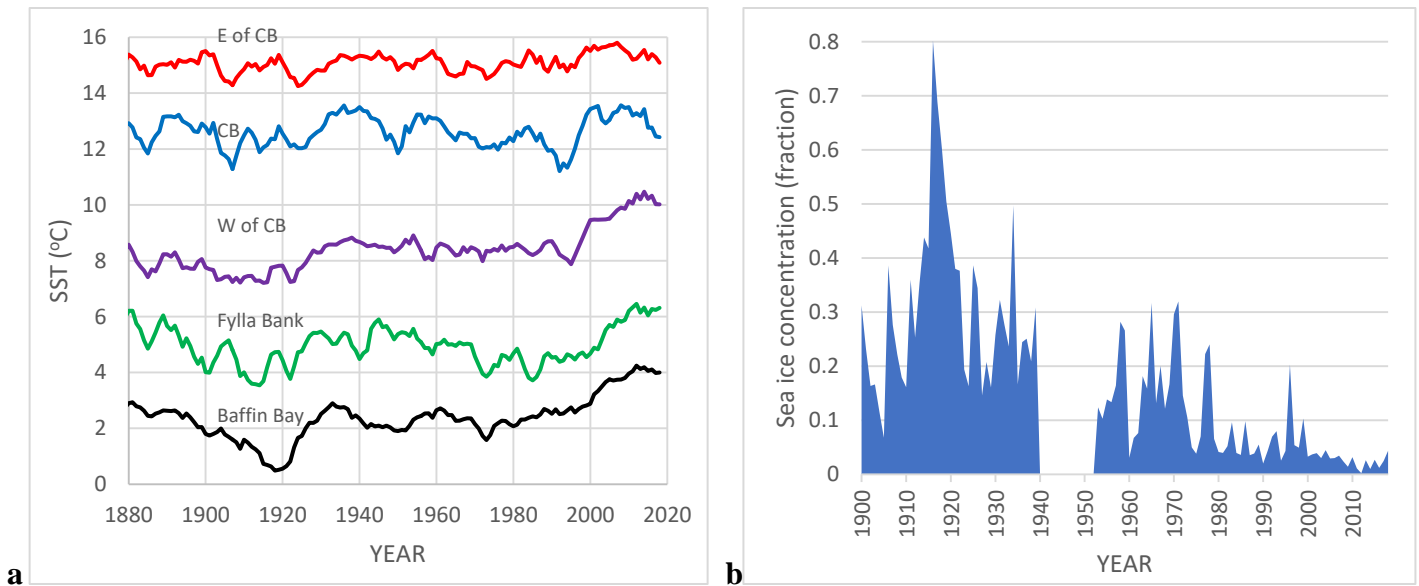 E of CB
CB
W of CB
Fylla Bank
Baffin Bay
16
14
12
10
8
6
4
2
0
SST (oC)
1880 1900 1920 1940 1960 1980 2000 2020
YEAR
a
0.8
0.7
0.6
0.5
0.4
0.3
0.2
0.1
0
Sea ice concentration (fraction)
1900 1910 1920 1930 1940 1950 1960 1970 1980 1990 2000 2010
YEAR
b